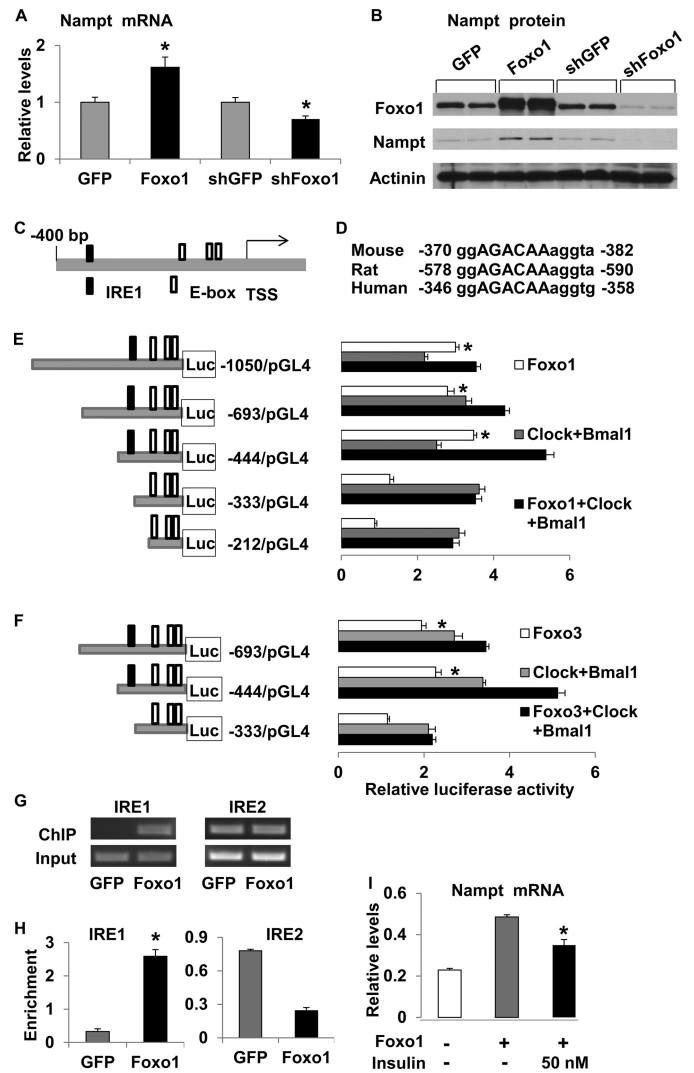 A Nampt mRNA
Relative levels
2
1
0
*
*
GFP Foxo1 shGFP shFoxo1
B Nampt protein
GFP Foxo1 shGFP shFoxo1
Foxo1
Nampt
Actinin
C
-400 bp
IRE1 E-box TSS
D
Mouse -370 ggAGACAAaggta -382
Rat -578 ggAGACAAaggta -590
Human -346 ggAGACAAaggtg -358
E
Luc -1050/pGL4
Luc -693/pGL4
Luc -444/pGL4
Luc -333/pGL4
Luc -212/pGL4
*
*
*
Foxo1
Clock+Bmal1
Foxo1+Clock
+Bmal1
0 2 4 6
F
Luc -693/pGL4
Luc -444/pGL4
Luc -333/pGL4
*
*
Foxo3
Clock+Bmal1
Foxo3+Clock
+Bmal1
0 2 4 6
Relative luciferase activity
G
IRE1 IRE2
ChIP
Input
GFP Foxo1 GFP Foxo1
H
Enrichment
IRE1
3
2
1
0
*
GFP Foxo1
IRE2
0.9
0.6
0.3
0
GFP Foxo1
I
Nampt mRNA
Relative levels
0.6
0.4
0.2
0
*
Foxo1 - + +
Insulin - - 50 nM